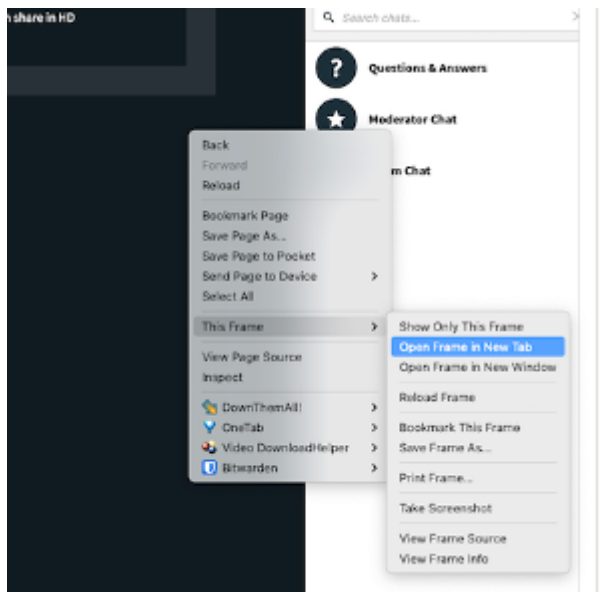 n share in HD
Search chats...
Questions & Answers
Moderator Chat
m Chat
Back
Forward
Reload
Bookmark Page
Save Page As...
Save Page to Pocket
Send Page to Device
Select All
This Frame
View Page Source
Inspect
DownThemAll!
OneTab
Video DownloadHelper
Bitwarden
Show Only This Frame
Open Frame in New Tab
Open Frame in New Window
Reload Frame
Bookmark This Frame
Save Frame As...
Print Frame...
Take Screenshot
View Frame Source
View Frame Info